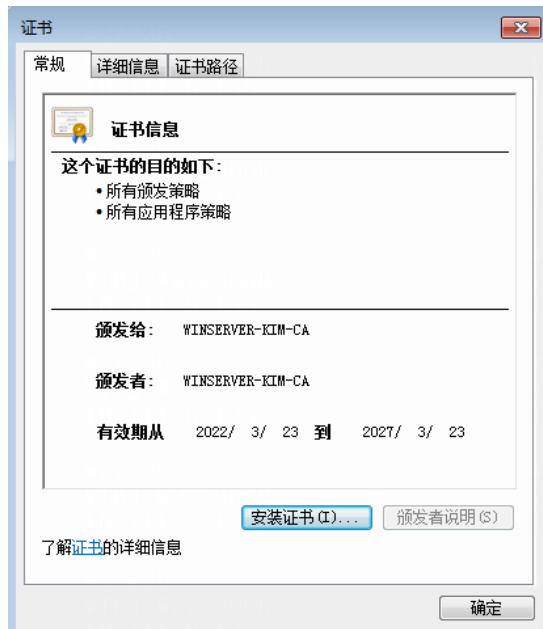 证书
常规 详细信息 证书路径
证书信息
这个证书的目的如下:
•所有颁发策略
•所有应用程序策略
颁发给: WINSERVER-KIM-CA
颁发者: WINSERVER-KIM-CA
有效期从 2022/ 3/ 23 到 2027/ 3/ 23
安装证书(I)... 颁发者说明(S)
了解证书的详细信息
确定